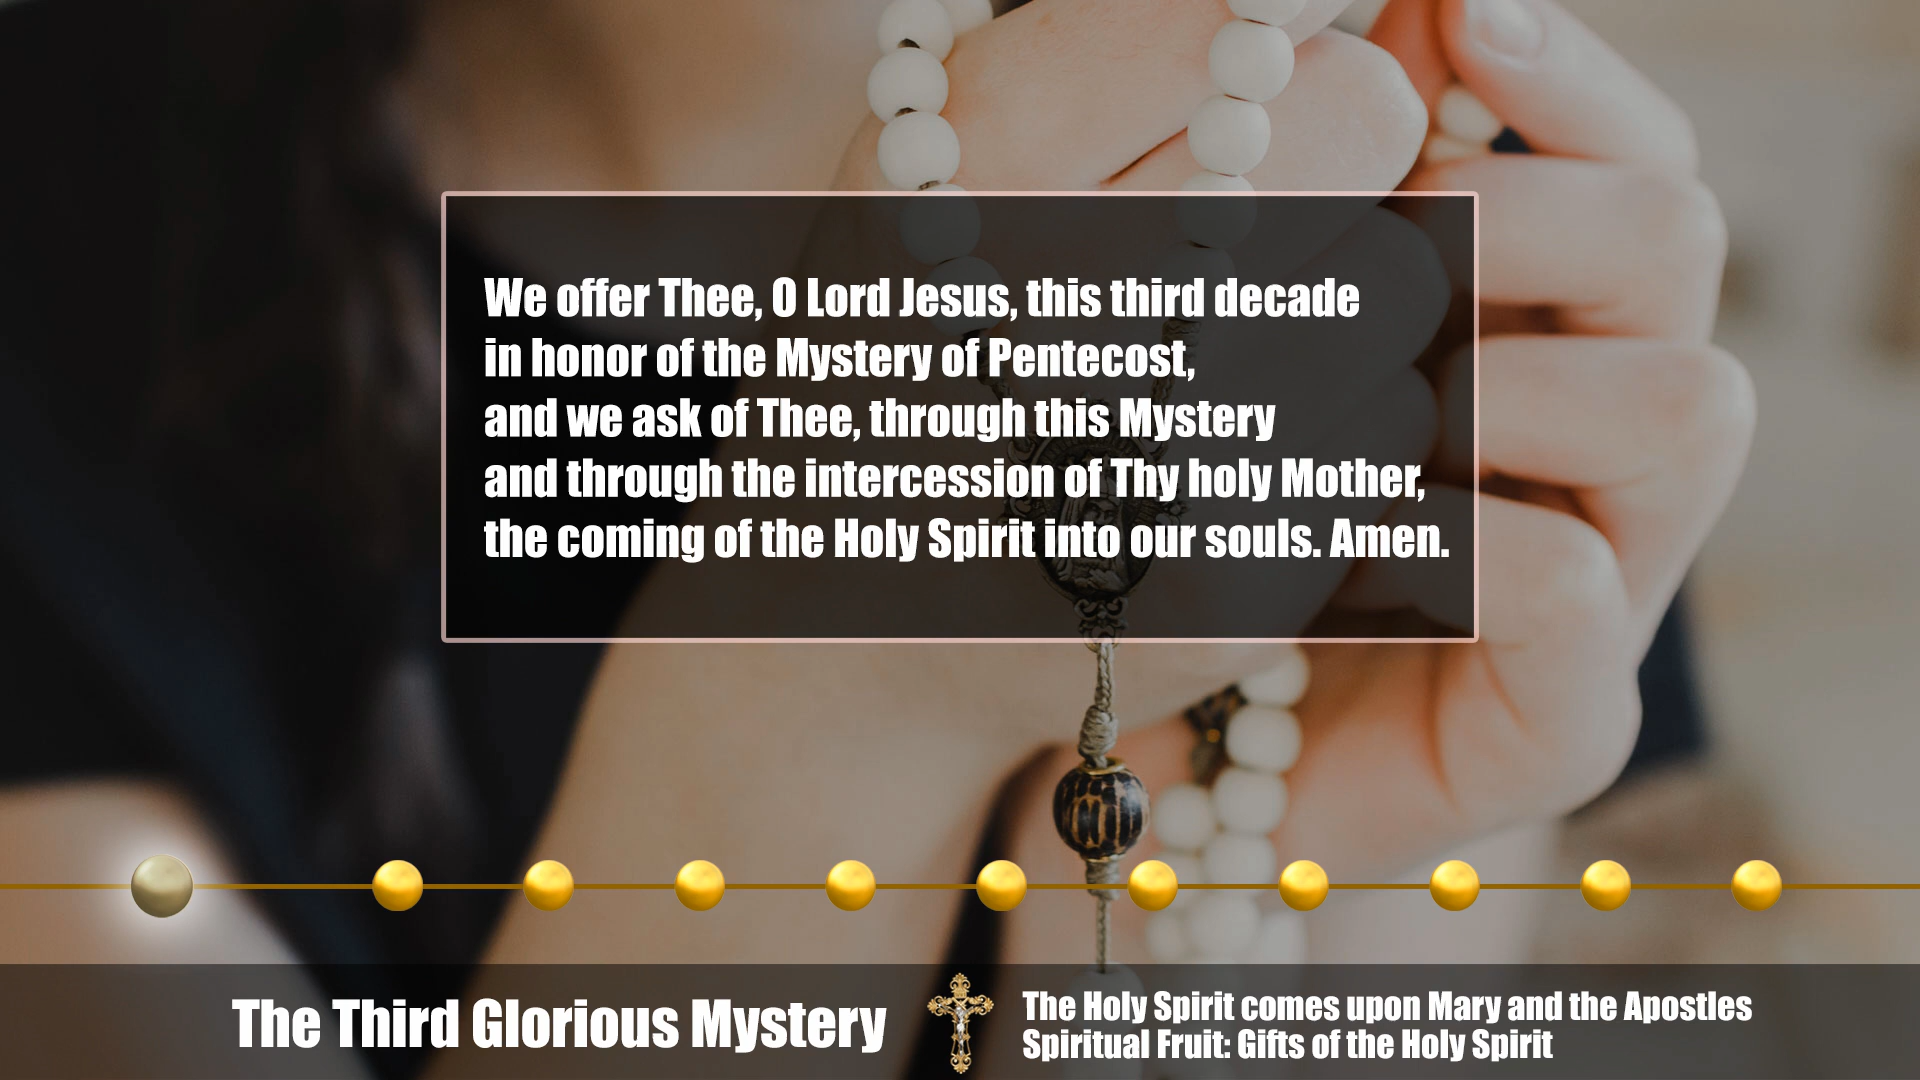 We offer Thee, O Lord Jesus, this third decade
in honor of the Mystery of Pentecost,
and we ask of Thee, through this Mystery
and through the intercession of Thy holy Mother,
the coming of the Holy Spirit into our souls. Amen.
The Third Glorious Mystery
The Holy Spirit comes upon Mary and the Apostles
Spiritual Fruit: Gifts of the Holy Spirit